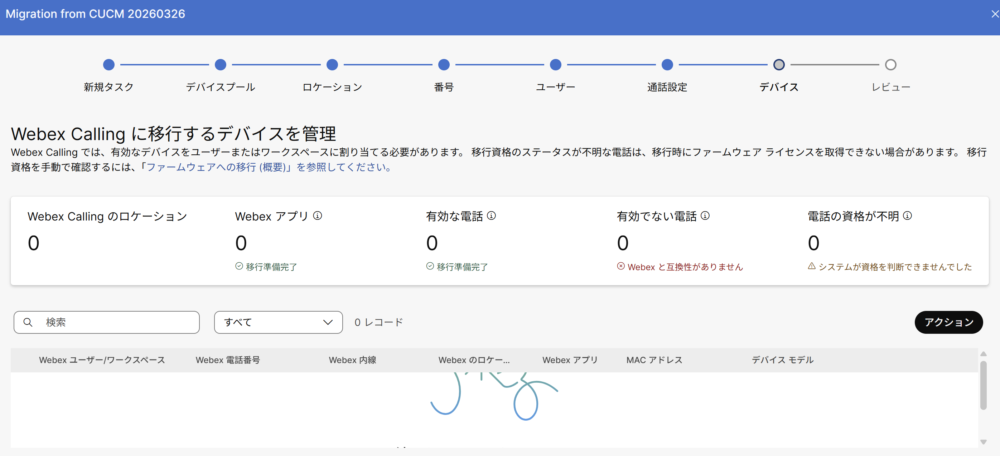 Migration from CUCM 20260326
新規タスク
デバイスプール
ロケーション
番号
ユーザー
通話設定
デバイス
レビュー
Webex Calling に移行するデバイスを管理
Webex Calling では、有効なデバイスをユーザーまたはワークスペースに割り当てる必要があります。 移行資格のステータスが不明な電話は、移行時にファームウェア ライセンスを取得できない場合があります。 移行
資格を手動で確認するには、「ファームウェアへの移行 (概要)」を参照してください。
Webex Calling のロケーション
0
Webex アプリ
0
移行準備完了
有効な電話
0
移行準備完了
有効でない電話
0
Webex と互換性がありません
電話の資格が不明
0
システムが資格を判断できませんでした
検索
すべて
0 レコード
アクション
Webex ユーザー/ワークスペース
Webex 電話番号
Webex 内線
Webex のロケー...
Webex アプリ
MAC アドレス
デバイス モデル